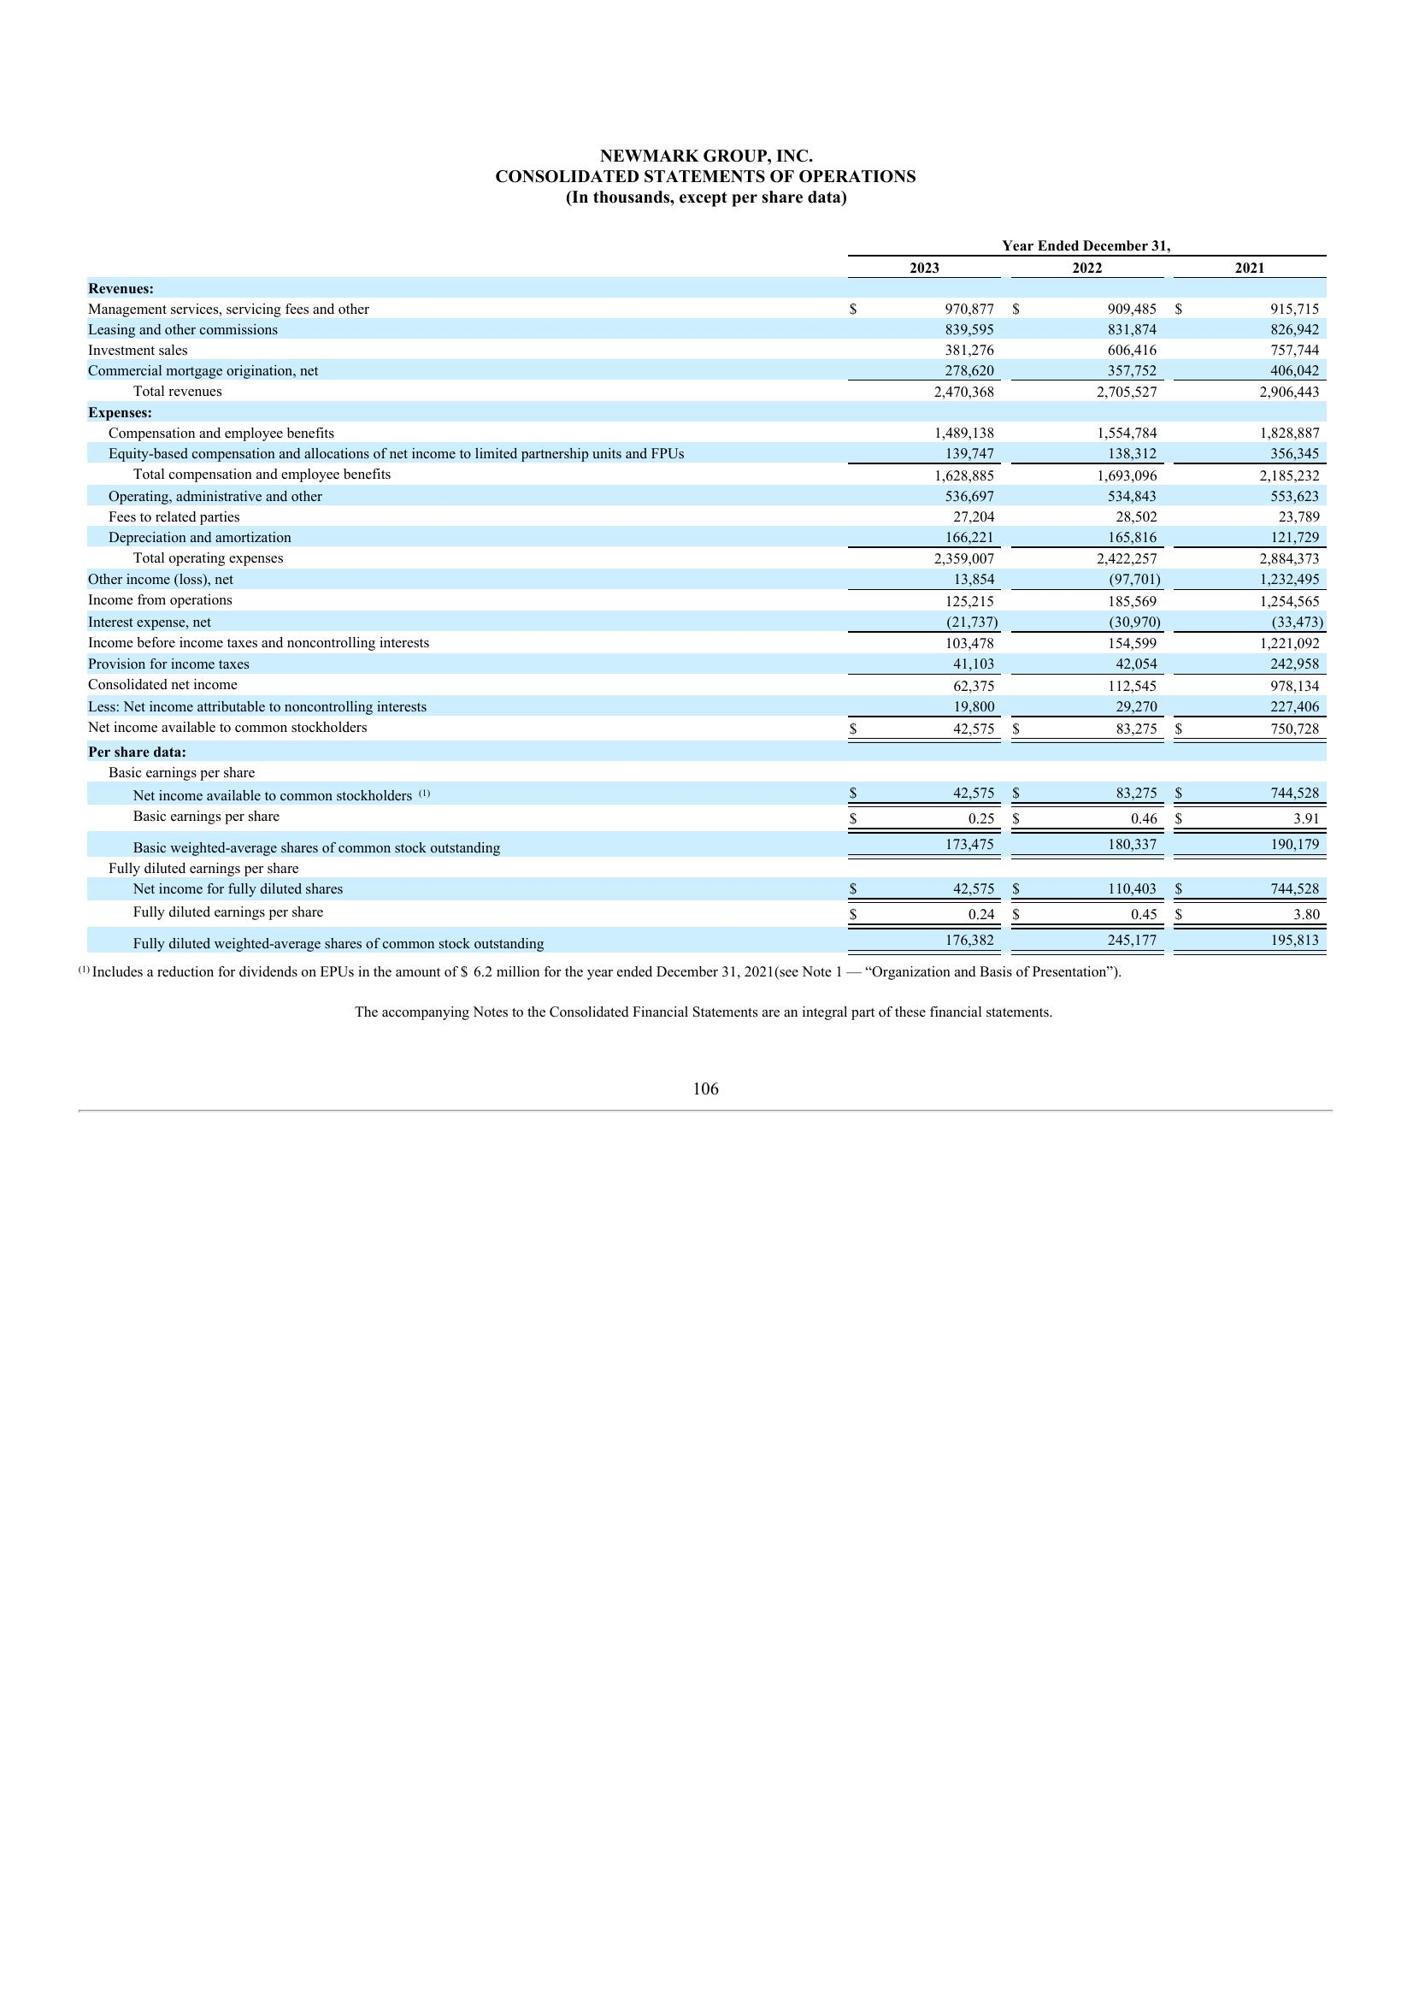 NEWMARK GROUP, INC.
CONSOLIDATED STATEMENTS OF OPERATIONS
(In thousands, except per share data)
Year Ended December 31,
2023 2022 2021
Revenues:
Management services, servicing fees and other $ 970,877 $ 909,485 $ 915,715
Leasing and other commissions 839,595 831,874 826,942
Investment sales 381,276 606,416 757,744
Commercial mortgage origination, net 278,620 357,752 406,042
Total revenues 2,470,368 2,705,527 2,906,443
Expenses:
Compensation and employee benefits 1,489,138 1,554,784 1,828,887
Equity-based compensation and allocations of net income to limited partnership units and FPUs 139,747 138,312 356,345
Total compensation and employee benefits 1,628,885 1,693,096 2,185,232
Operating, administrative and other 536,697 534,843 553,623
Fees to related parties 27,204 28,502 23,789
Depreciation and amortization 166,221 165,816 121,729
Total operating expenses 2,359,007 2,422,257 2,884,373
Other income (loss), net 13,854 (97,701) 1,232,495
Income from operations 125,215 185,569 1,254,565
Interest expense, net (21,737) (30,970) (33,473)
Income before income taxes and noncontrolling interests 103,478 154,599 1,221,092
Provision for income taxes 41,103 42,054 242,958
Consolidated net income 62,375 112,545 978,134
Less: Net income attributable to noncontrolling interests 19,800 29,270 227,406
Net income available to common stockholders $ 42,575 $ 83,275 $ 750,728
Per share data:
Basic earnings per share
Net income available to common stockholders (1) $ 42,575 $ 83,275 $ 744,528
Basic earnings per share $ 0.25 $ 0.46 $ 3.91
Basic weighted-average shares of common stock outstanding 173,475 180,337 190,179
Fully diluted earnings per share
Net income for fully diluted shares $ 42,575 $ 110,403 $ 744,528
Fully diluted earnings per share $ 0.24 $ 0.45 $ 3.80
Fully diluted weighted-average shares of common stock outstanding 176,382 245,177 195,813
(1) Includes a reduction for dividends on EPUs in the amount of $ 6.2 million for the year ended December 31, 2021(see Note 1 — “Organization and Basis of Presentation”).
The accompanying Notes to the Consolidated Financial Statements are an integral part of these financial statements.
106